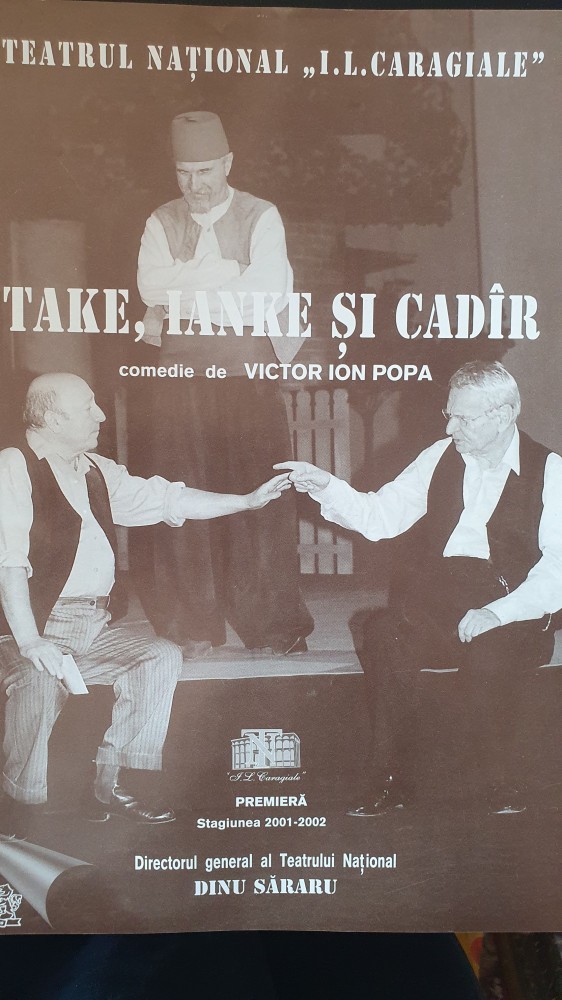 TEATRUL NAȚIONAL „I.L.CARAGIALE”
TAKE, IANKE ȘI CADÎR
comedie de VICTOR ION POPA
TN
"I.L. Caragiale"
PREMIERĂ
Stagiunea 2001-2002
Directorul general al Teatrului Național
DINU SĂRARU